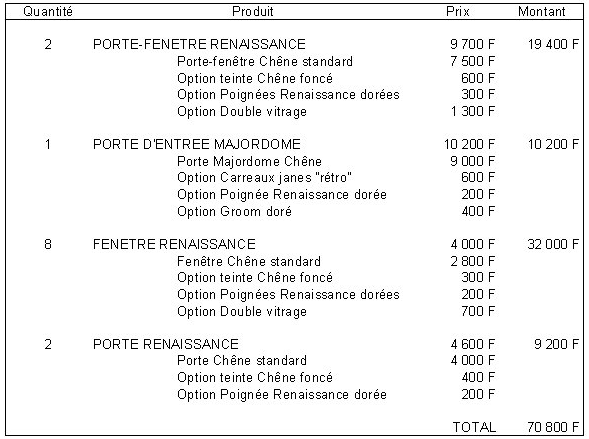 Quantité Produit Prix Montant
2 PORTE-FENETRE RENAISSANCE 9 700 F 19 400 F
Porte-fenêtre Chêne standard 7 500 F
Option teinte Chêne foncé 600 F
Option Poignées Renaissance dorées 300 F
Option Double vitrage 1 300 F
1 PORTE D'ENTREE MAJORDOME 10 200 F 10 200 F
Porte Majordome Chêne 9 000 F
Option Carreaux janes "rétro" 600 F
Option Poignée Renaissance dorée 200 F
Option Groom doré 400 F
8 FENETRE RENAISSANCE 4 000 F 32 000 F
Fenêtre Chêne standard 2 800 F
Option teinte Chêne foncé 300 F
Option Poignées Renaissance dorées 200 F
Option Double vitrage 700 F
2 PORTE RENAISSANCE 4 600 F 9 200 F
Porte Chêne standard 4 000 F
Option teinte Chêne foncé 400 F
Option Poignée Renaissance dorée 200 F
TOTAL 70 800 F